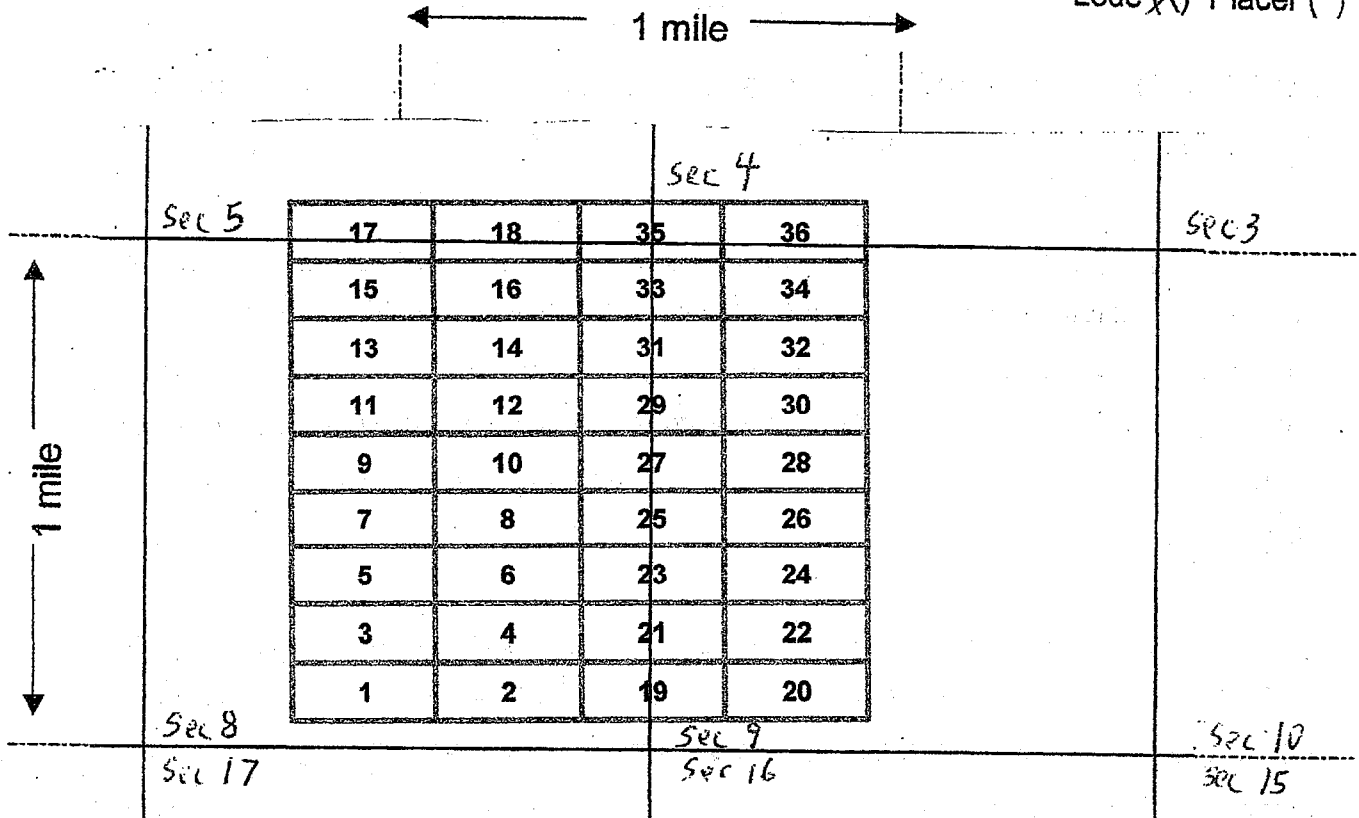 Lode X() Placer ( )
1 mile
Sec 4
Sec 5
Sec 3
17 18 35 36
15 16 33 34
13 14 31 32
11 12 29 30
1 mile
9 10 27 28
7 8 25 26
5 6 23 24
3 4 21 22
1 2 19 20
Sec 8
Sec 9
Sec 10
Sec 17
Sec 16
Sec 15